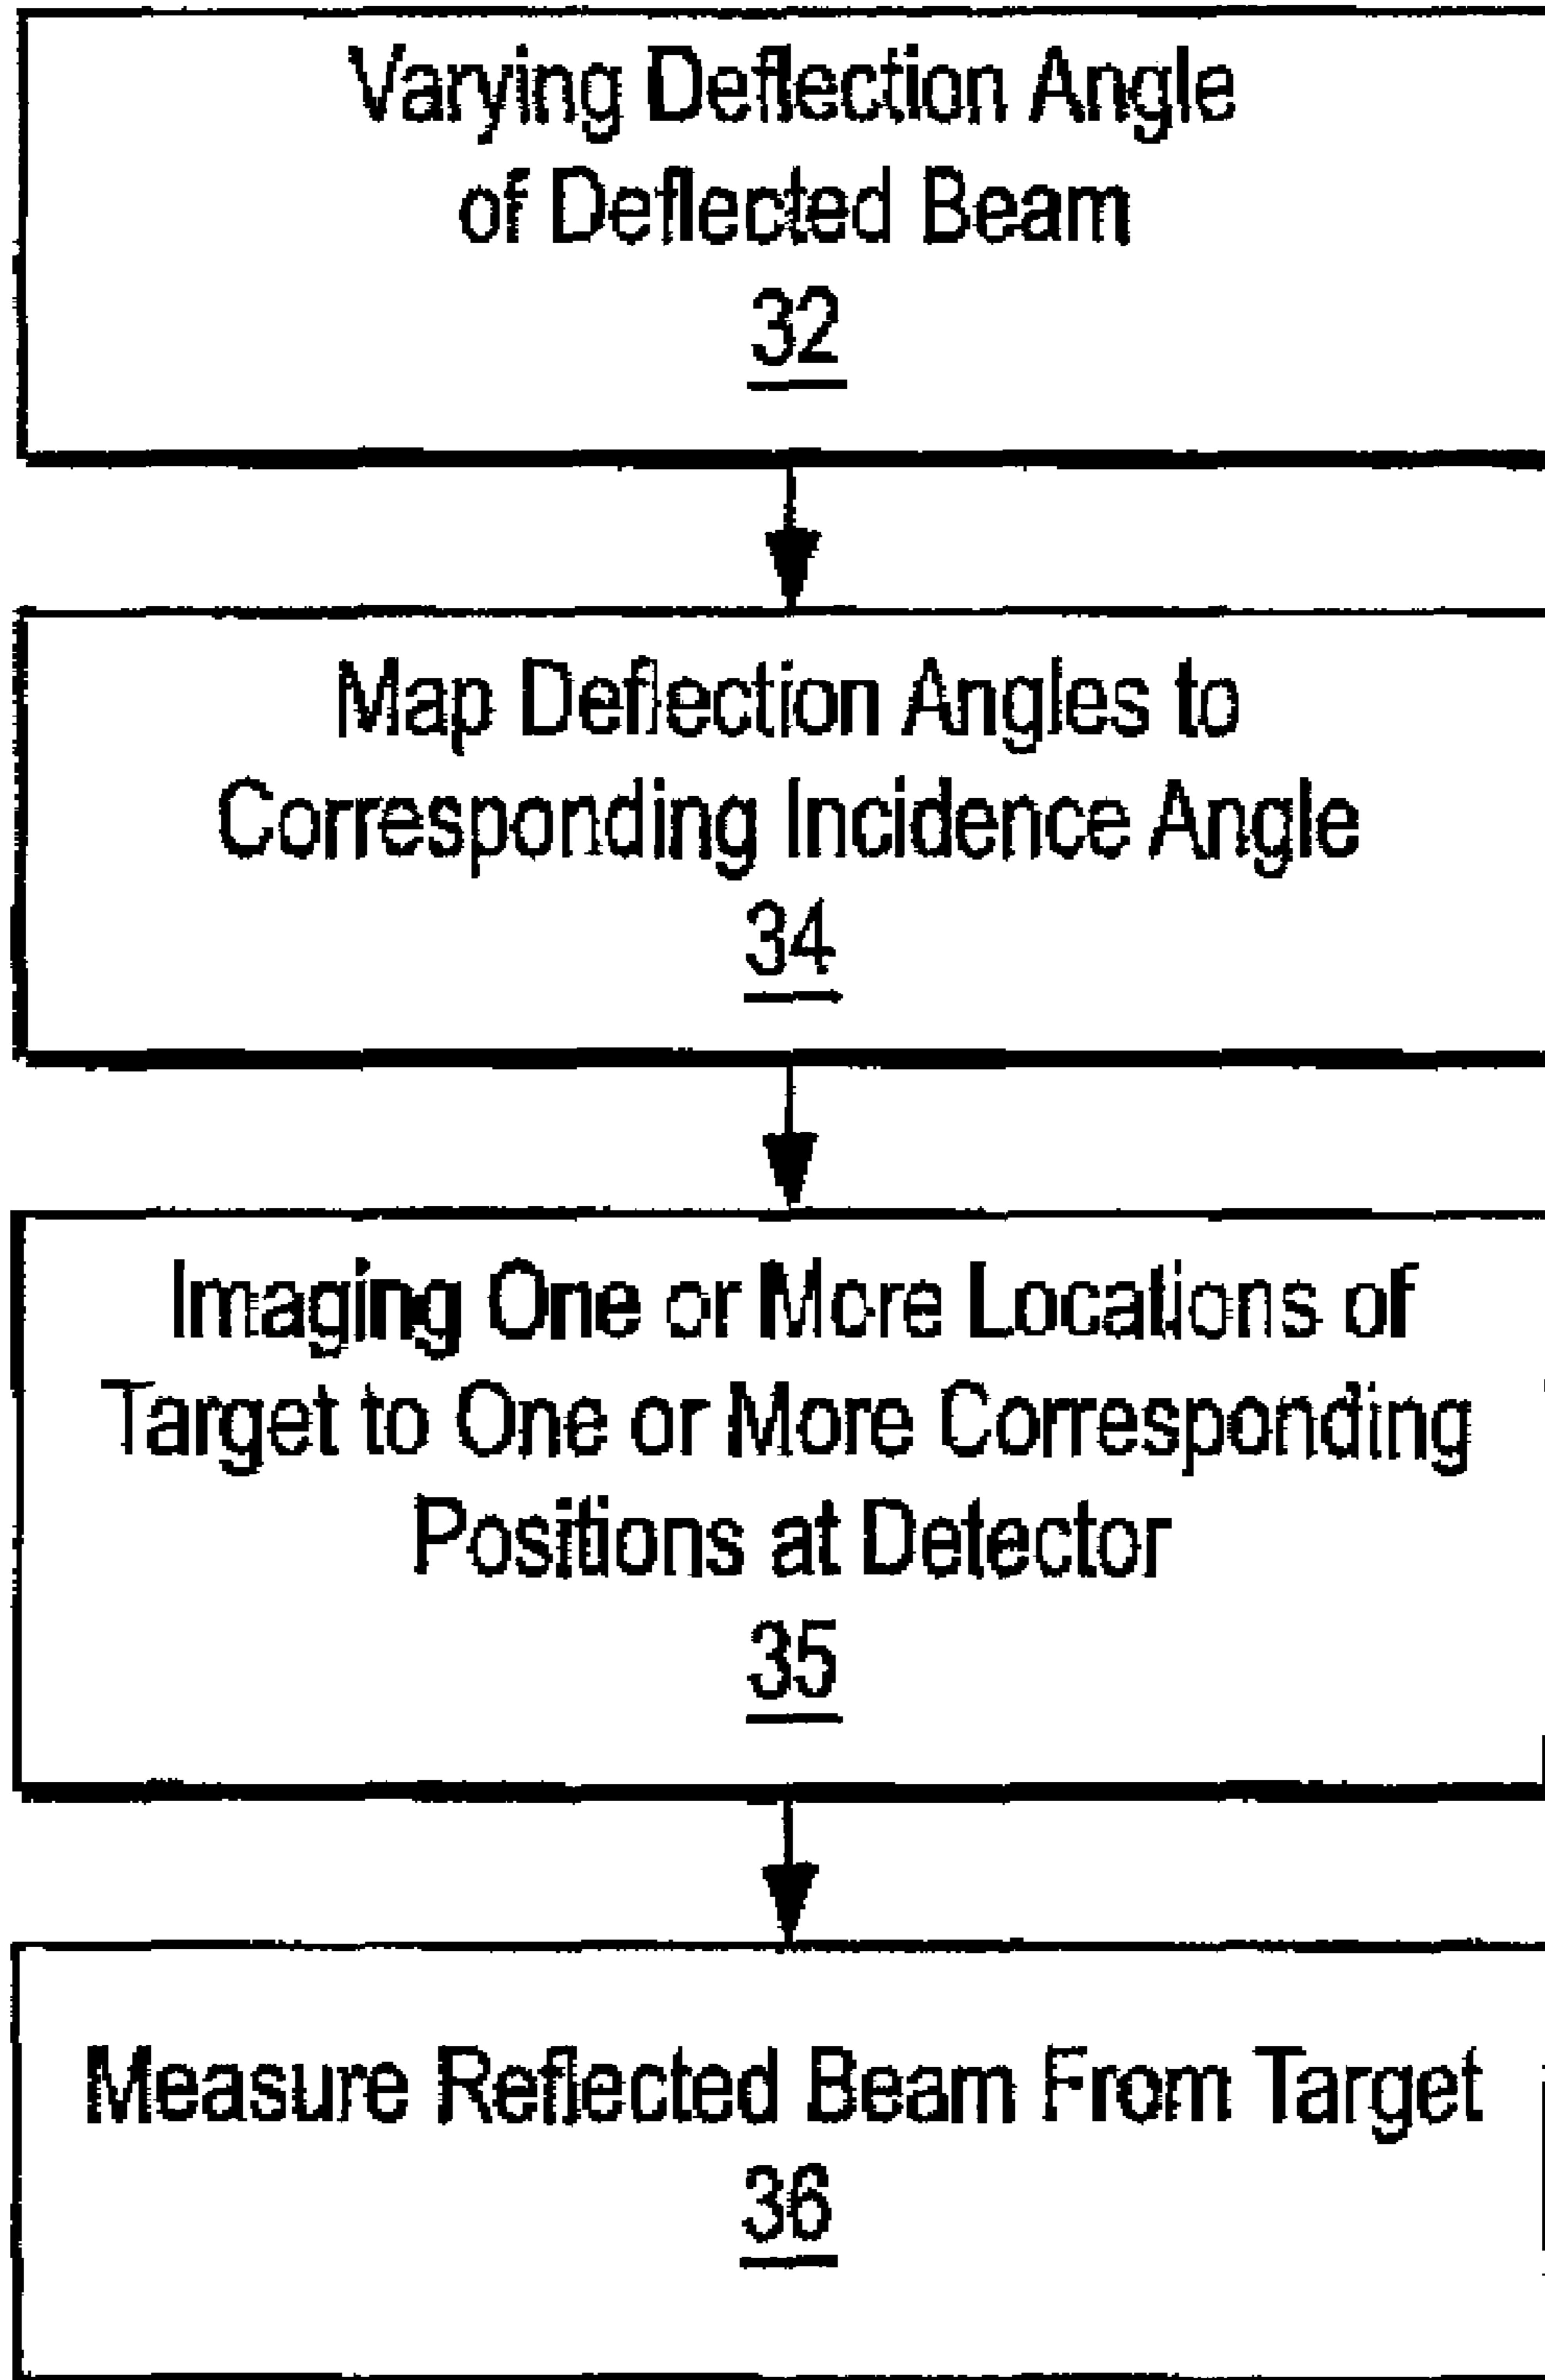 Varying Deflection Angle
of Deflected Beam
32
Map Deflection Angles to
Corresponding Incidence Angle
34
Imaging One or More Locations of
Target to One or More Corresponding
Positions at Detector
35
Measure Reflected Beam From Target
36